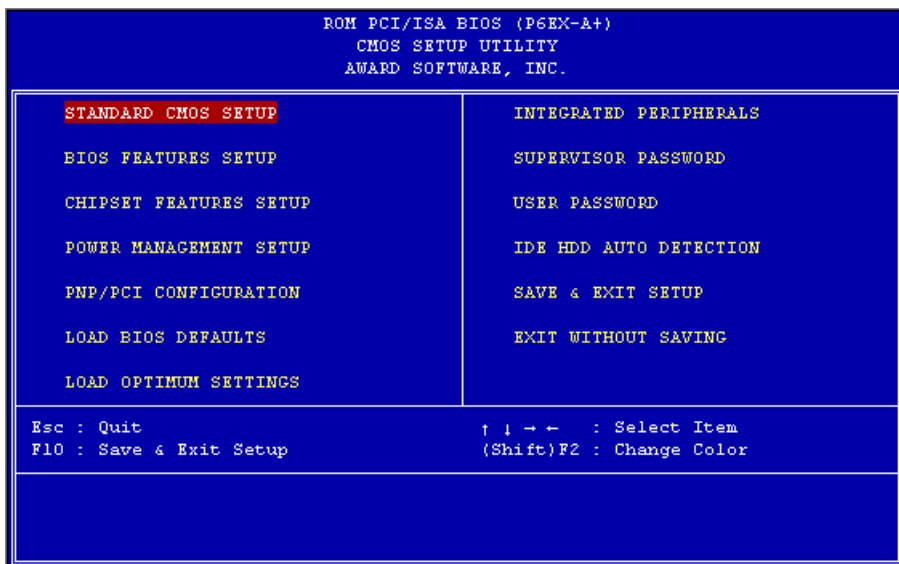 ROM PCI/ISA BIOS (P6EX-A+)
CMOS SETUP UTILITY
AWARD SOFTWARE, INC.
STANDARD CMOS SETUP
BIOS FEATURES SETUP
CHIPSET FEATURES SETUP
POWER MANAGEMENT SETUP
PNP/PCI CONFIGURATION
LOAD BIOS DEFAULTS
LOAD OPTIMUM SETTINGS
INTEGRATED PERIPHERALS
SUPERVISOR PASSWORD
USER PASSWORD
IDE HDD AUTO DETECTION
SAVE & EXIT SETUP
EXIT WITHOUT SAVING
Esc : Quit
F10 : Save & Exit Setup
↑ ↓ → ← : Select Item
(Shift)F2 : Change Color